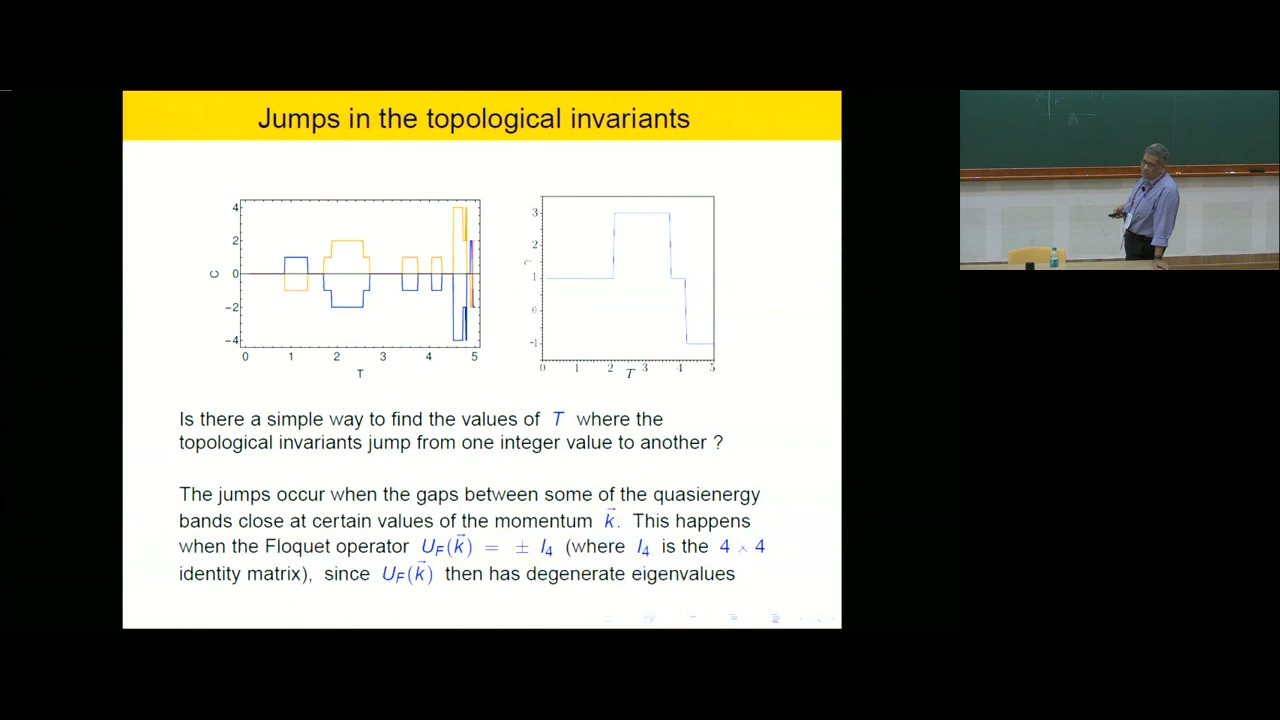 Jumps in the topological invariants
4
2
0
−2
−4
C
0 1 2 3 4 5
T
3
2
1
0
-1
0 1 2 3 4 5
T
Is there a simple way to find the values of T where the
topological invariants jump from one integer value to another ?
The jumps occur when the gaps between some of the quasienergy
bands close at certain values of the momentum k⃗. This happens
when the Floquet operator U_F(k⃗) = ± I₄ (where I₄ is the 4 × 4
identity matrix), since U_F(k⃗) then has degenerate eigenvalues